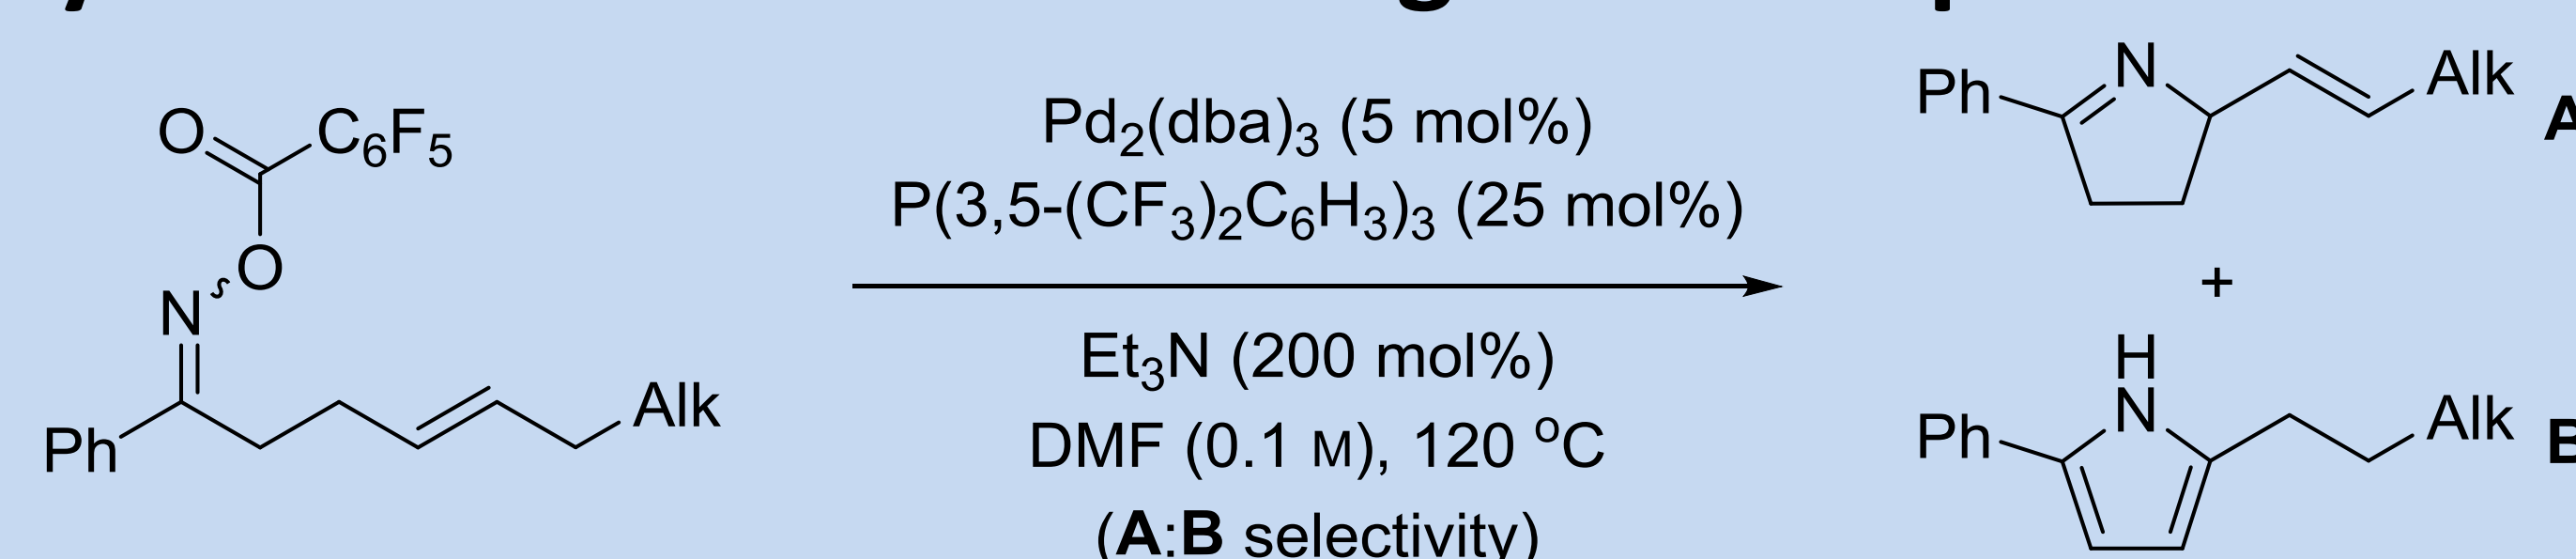 O
C6F5
O
N
Ph
Alk
Pd2(dba)3 (5 mol%)
P(3,5-(CF3)2C6H3)3 (25 mol%)
Et3N (200 mol%)
DMF (0.1 M), 120 °C
(A:B selectivity)
Ph
N
Alk
A
+
H
N
Ph
Alk
B